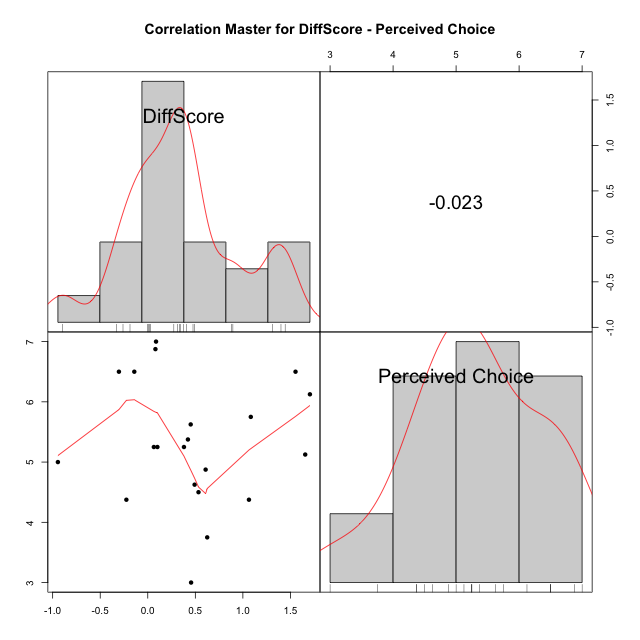 Correlation Master for DiffScore - Perceived Choice
3 4 5 6 7
DiffScore
-0.023
1.5
1.0
0.5
0.0
-0.5
-1.0
7
6
5
4
3
Perceived Choice
-1.0 -0.5 0.0 0.5 1.0 1.5